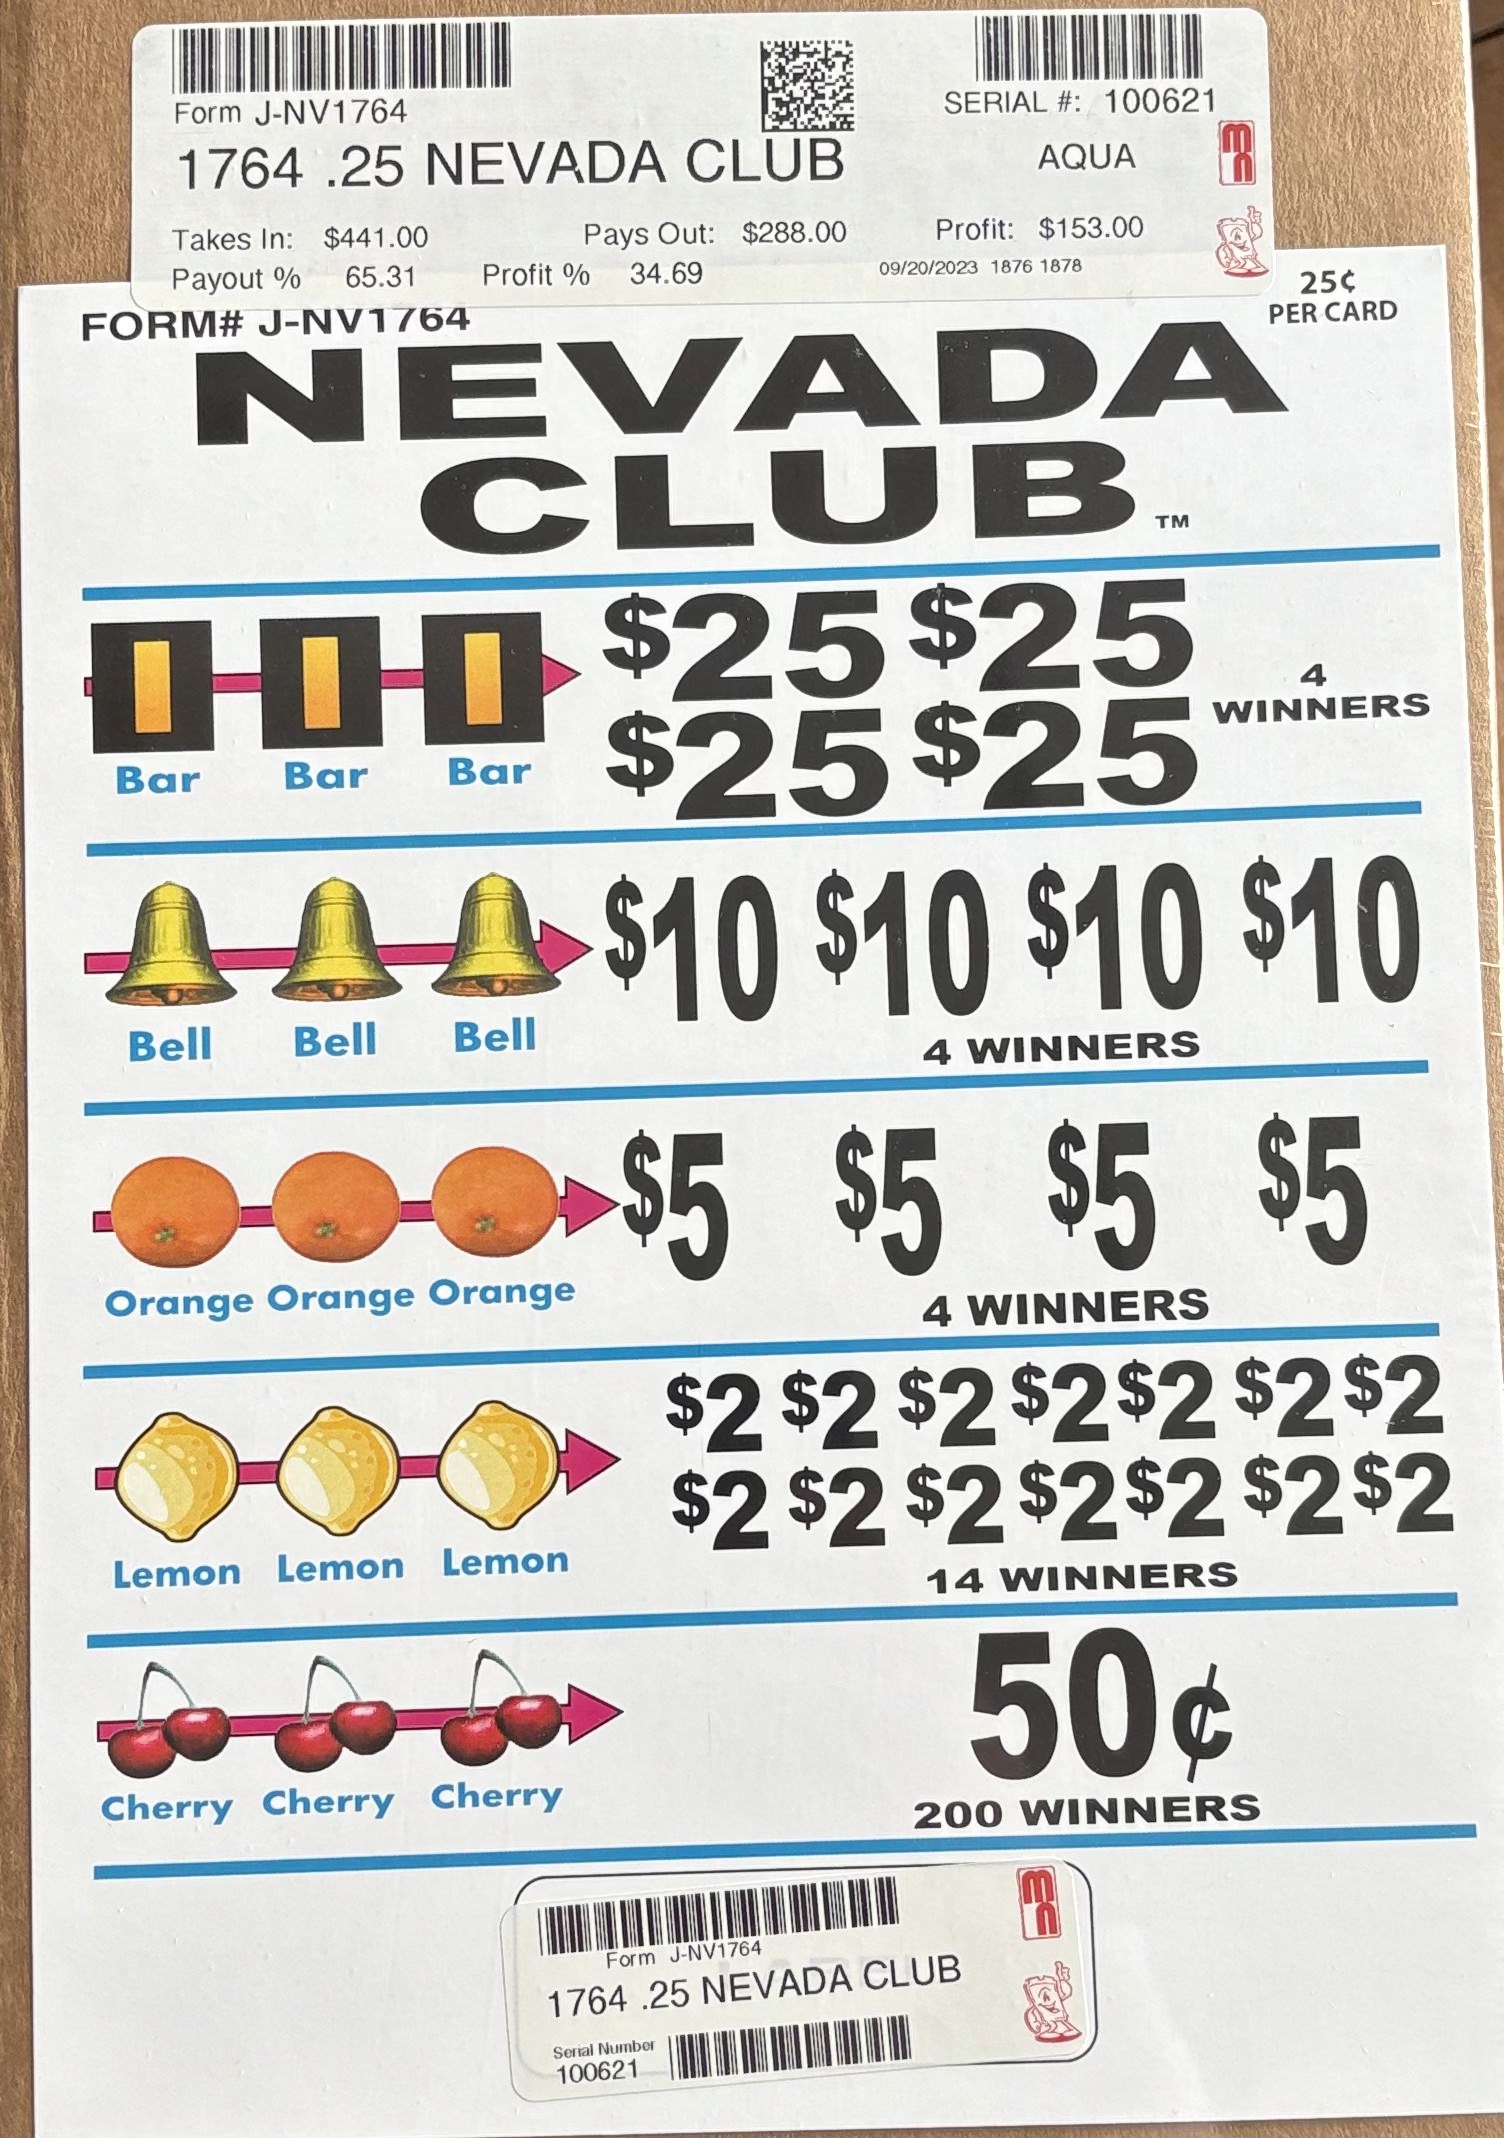 Form J-NV1764
SERIAL #: 100621
1764 .25 NEVADA CLUB
AQUA
Takes In: $441.00 Pays Out: $288.00 Profit: $153.00
Payout % 65.31 Profit % 34.69 09/20/2023 1876 1878
25¢
PER CARD
FORM# J-NV1764
NEVADA
CLUB™
$25 $25
$25 $25
4
WINNERS
Bar Bar Bar
$10 $10 $10 $10
Bell Bell Bell
4 WINNERS
$5 $5 $5 $5
Orange Orange Orange
4 WINNERS
$2 $2 $2 $2 $2 $2 $2
$2 $2 $2 $2 $2 $2 $2
Lemon Lemon Lemon
14 WINNERS
50¢
Cherry Cherry Cherry
200 WINNERS
Form J-NV1764
1764 .25 NEVADA CLUB
Serial Number
100621